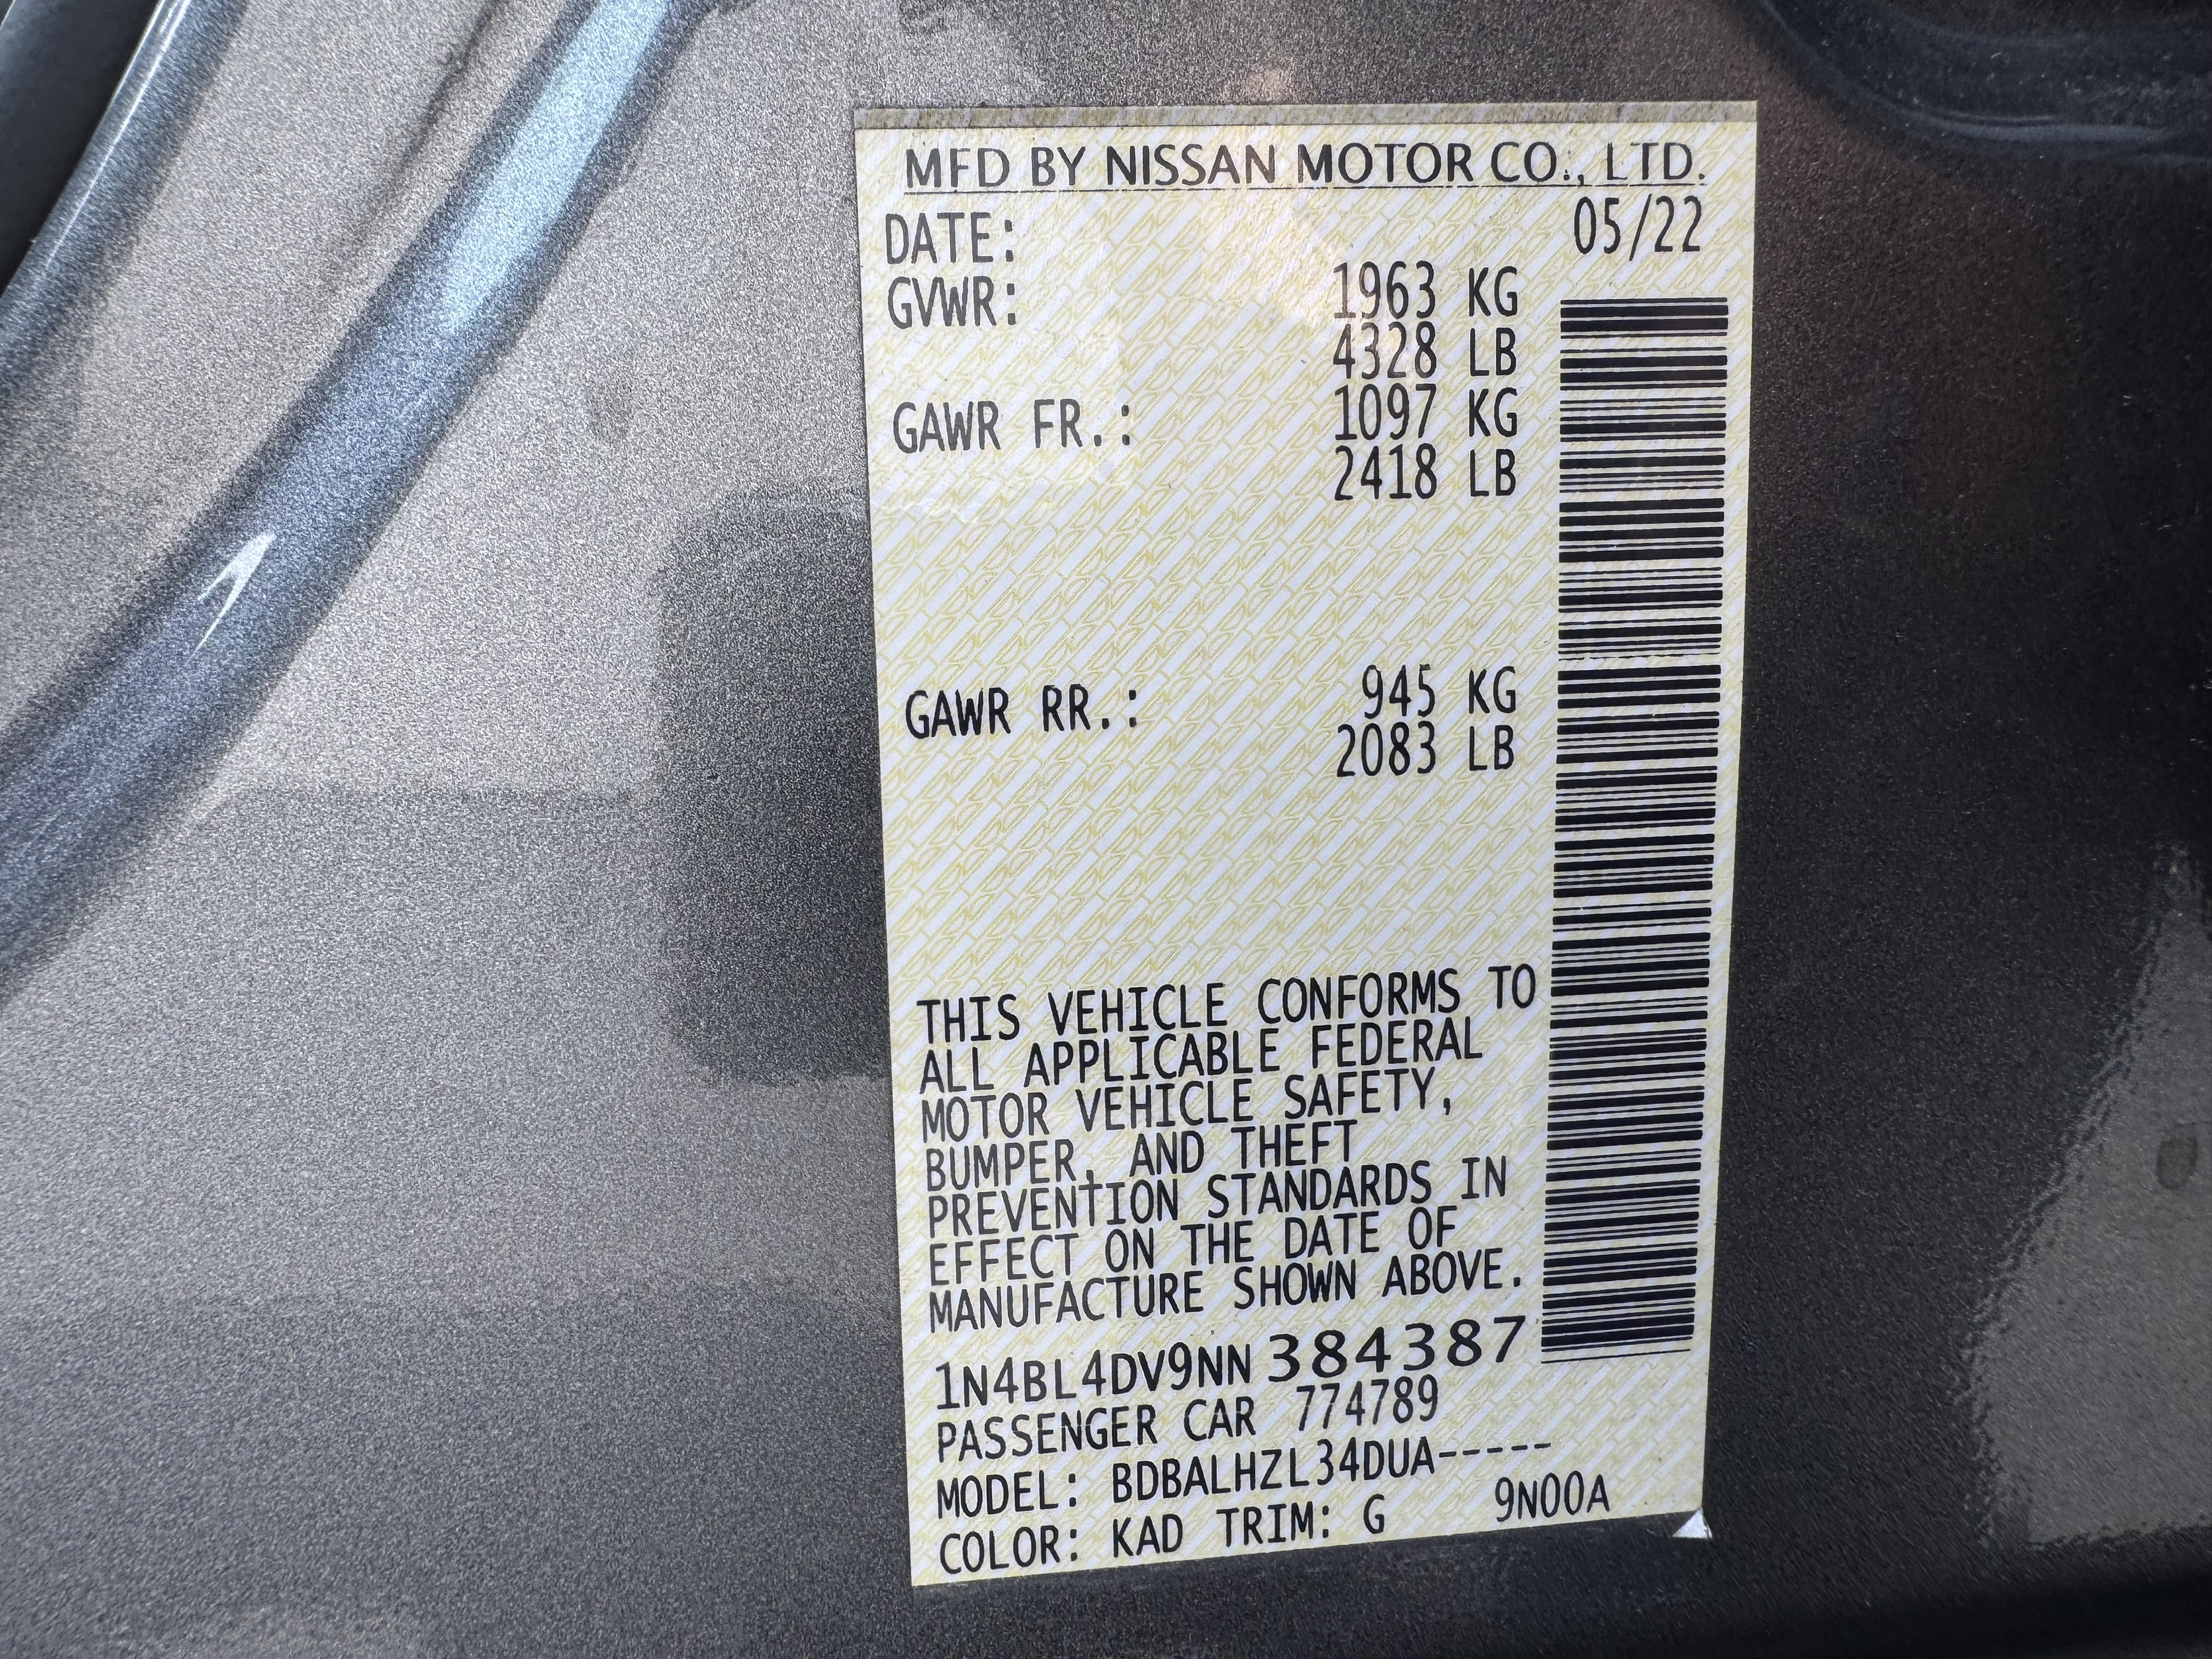 MFD BY NISSAN MOTOR CO., LTD.
DATE: 05/22
GVWR: 1963 KG
4328 LB
GAWR FR.: 1097 KG
2418 LB
GAWR RR.: 945 KG
2083 LB
THIS VEHICLE CONFORMS TO
ALL APPLICABLE FEDERAL
MOTOR VEHICLE SAFETY,
BUMPER, AND THEFT
PREVENTION STANDARDS IN
EFFECT ON THE DATE OF
MANUFACTURE SHOWN ABOVE.
1N4BL4DV9NN384387
PASSENGER CAR 774789
MODEL: BDBALHZL34DUA-----
COLOR: KAD TRIM: G 9N00A